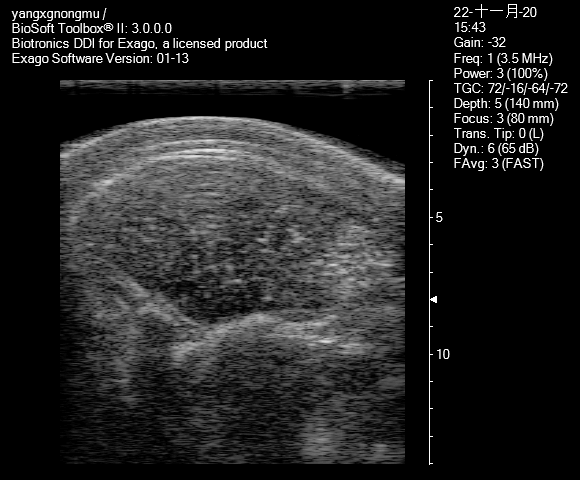 yangxgnongmu /
BioSoft Toolbox® II: 3.0.0.0
Biotronics DDI for Exago, a licensed product
Exago Software Version: 01-13
22-十一月-20
15:43
Gain: -32
Freq: 1 (3.5 MHz)
Power: 3 (100%)
TGC: 72/-16/-64/-72
Depth: 5 (140 mm)
Focus: 3 (80 mm)
Trans. Tip: 0 (L)
Dyn.: 6 (65 dB)
FAvg: 3 (FAST)
5
10